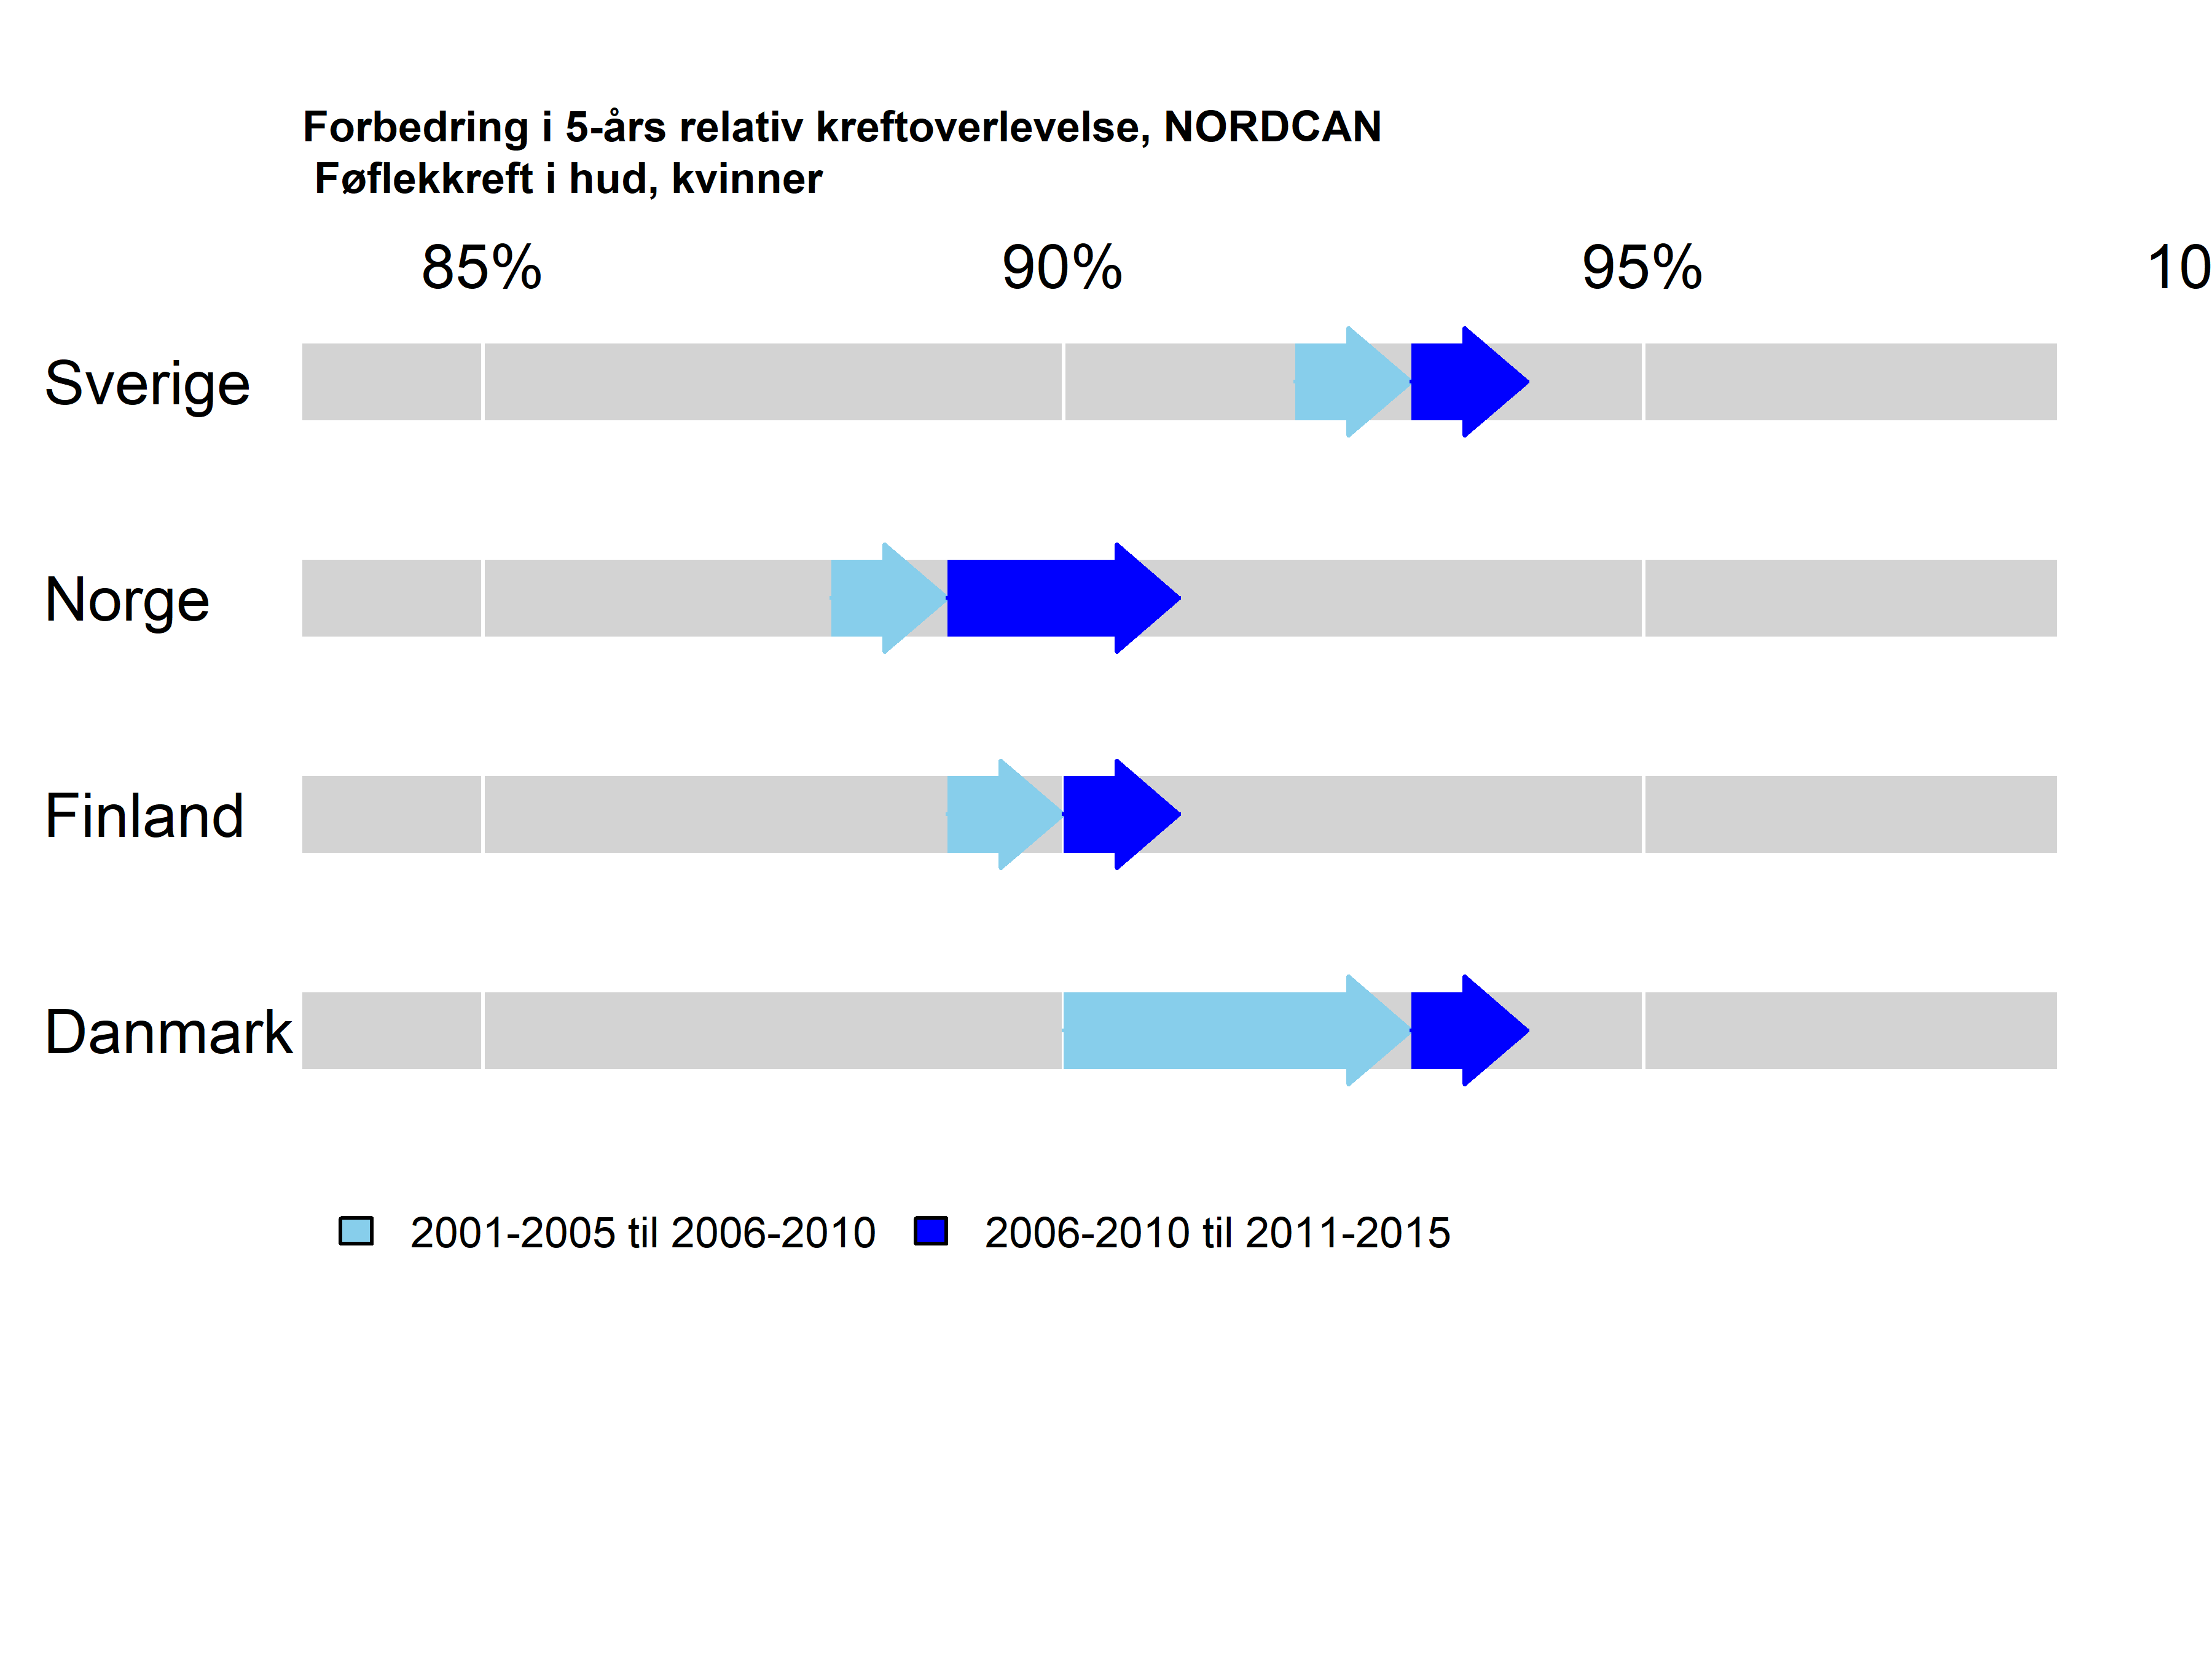 Forbedring i 5-års relativ kreftoverlevelse, NORDCAN
Føflekkreft i hud, kvinner
85% 90% 95% 10
Sverige
Norge
Finland
Danmark
2001-2005 til 2006-2010 2006-2010 til 2011-2015